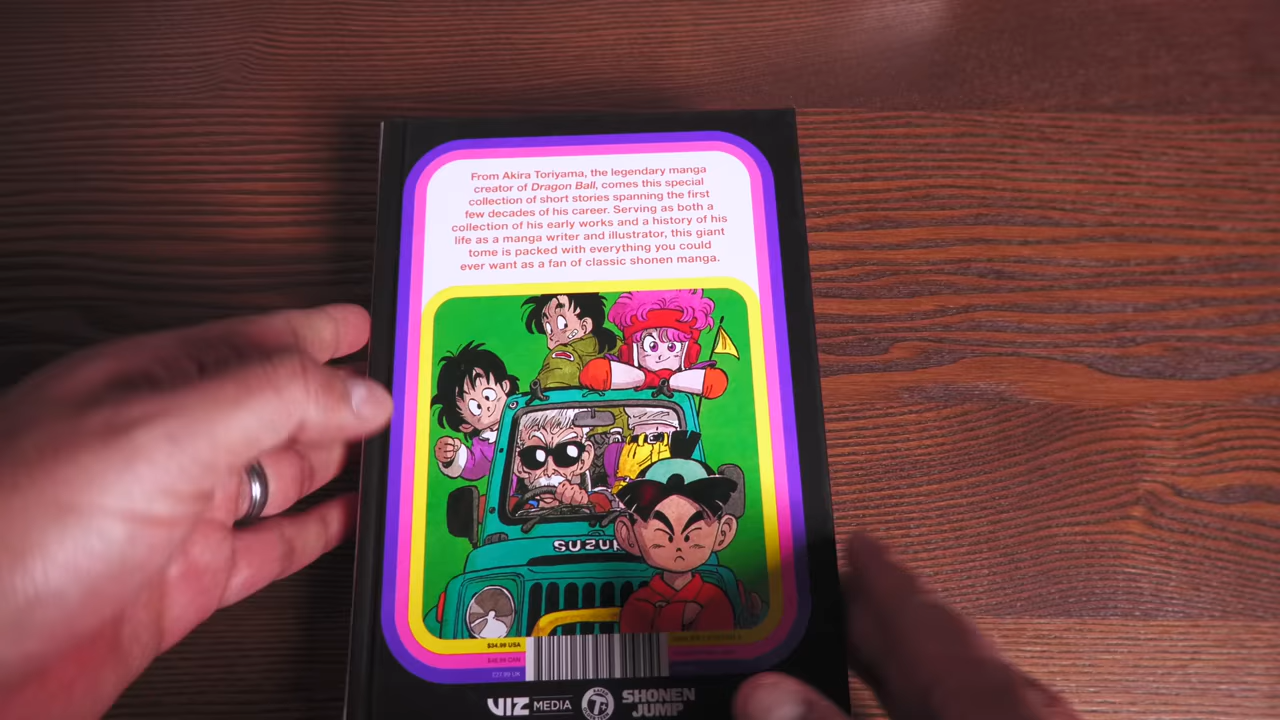 From Akira Toriyama, the legendary manga
creator of Dragon Ball, comes this special
collection of short stories spanning the first
few decades of his career. Serving as both a
collection of his early works and a history of his
life as a manga writer and illustrator, this giant
tome is packed with everything you could
ever want as a fan of classic shonen manga.
$34.99 USA
£27.99 UK
VIZ MEDIA
T+
SHONEN
JUMP